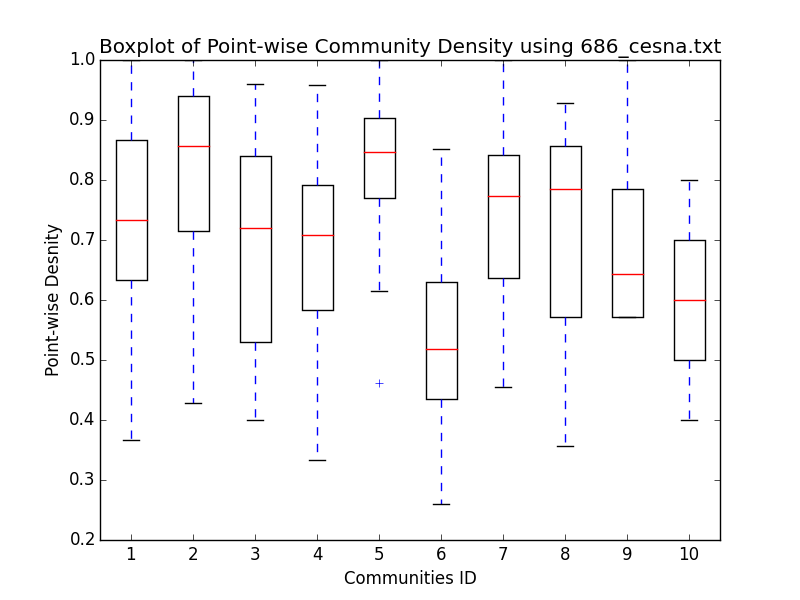 Boxplot of Point-wise Community Density using 686_cesna.txt
1.0
0.9
0.8
0.7
0.6
0.5
0.4
0.3
0.2
Point-wise Desnity
1 2 3 4 5 6 7 8 9 10
Communities ID